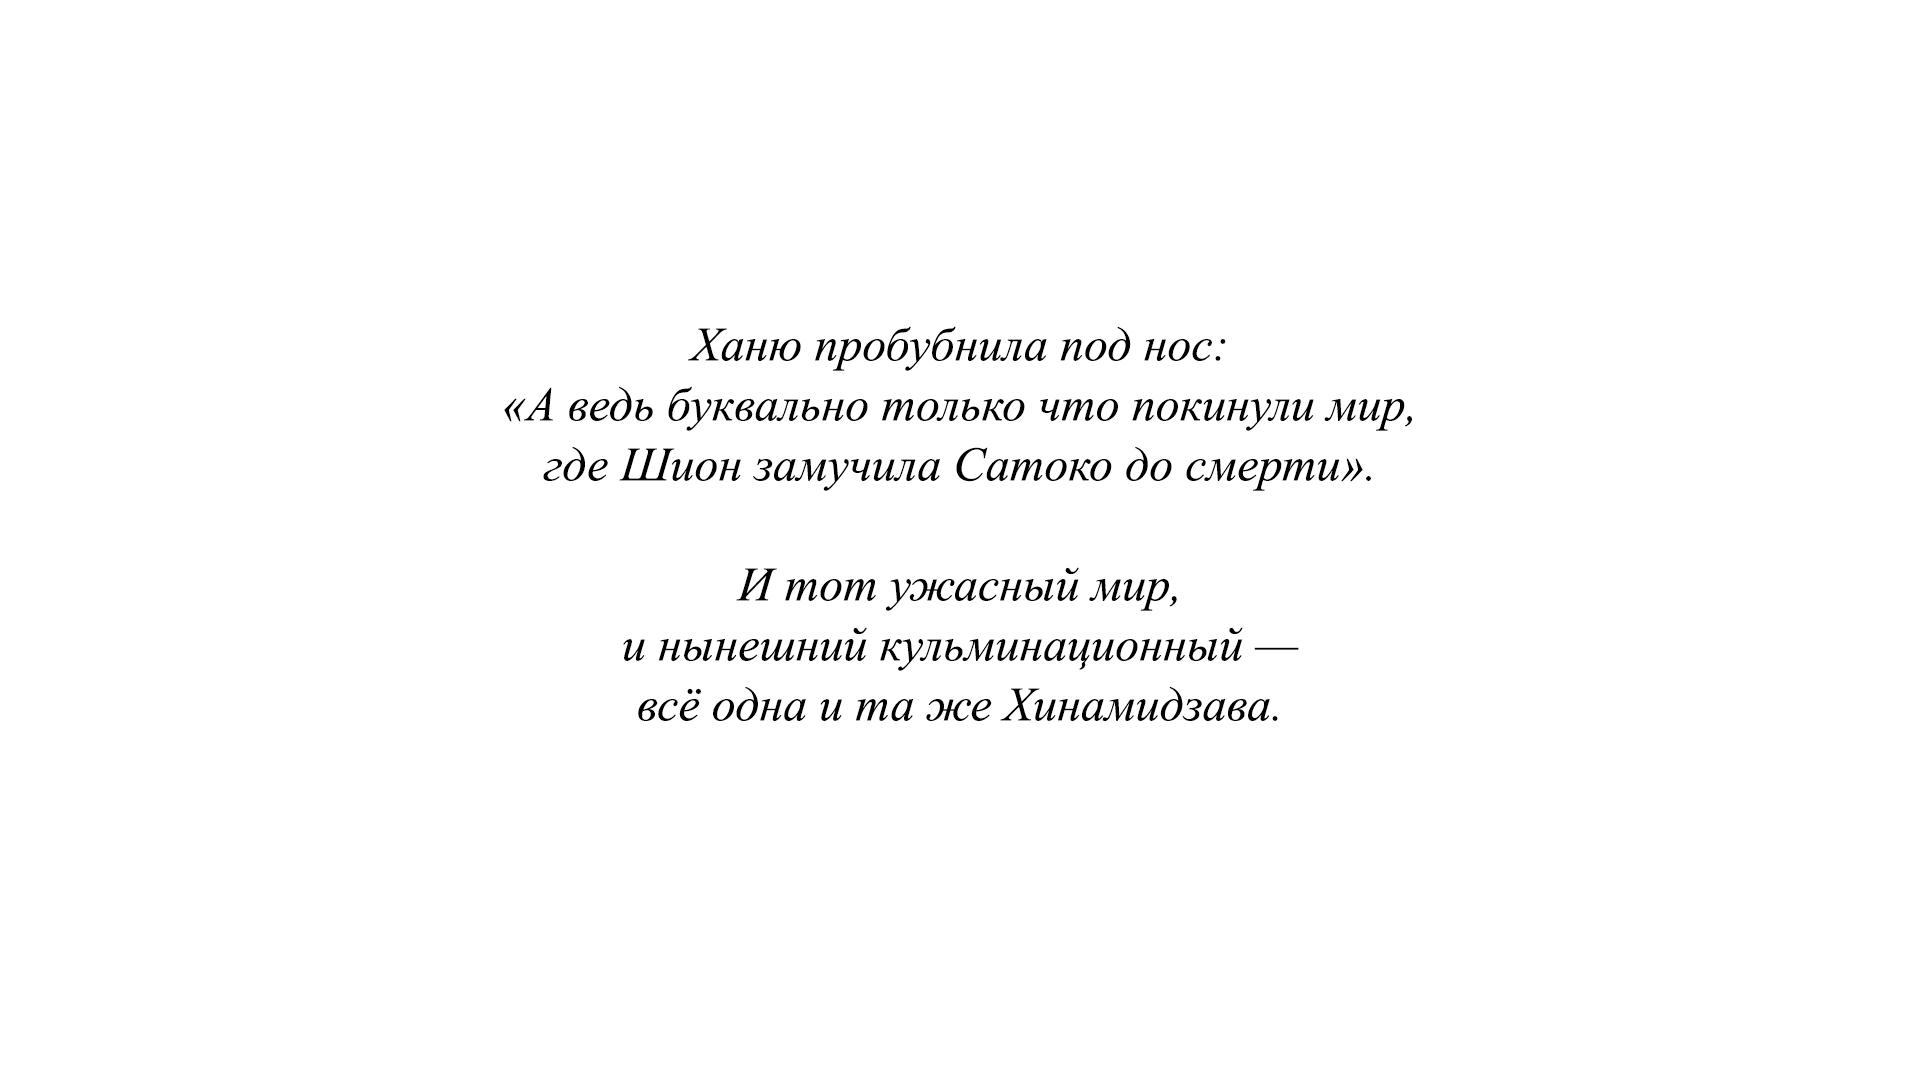 Ханю пробубнила под нос:
«А ведь буквально только что покинули мир,
где Шион замучила Сатоко до смерти».
И тот ужасный мир,
и нынешний кульминационный —
всё одна и та же Хинамидзава.